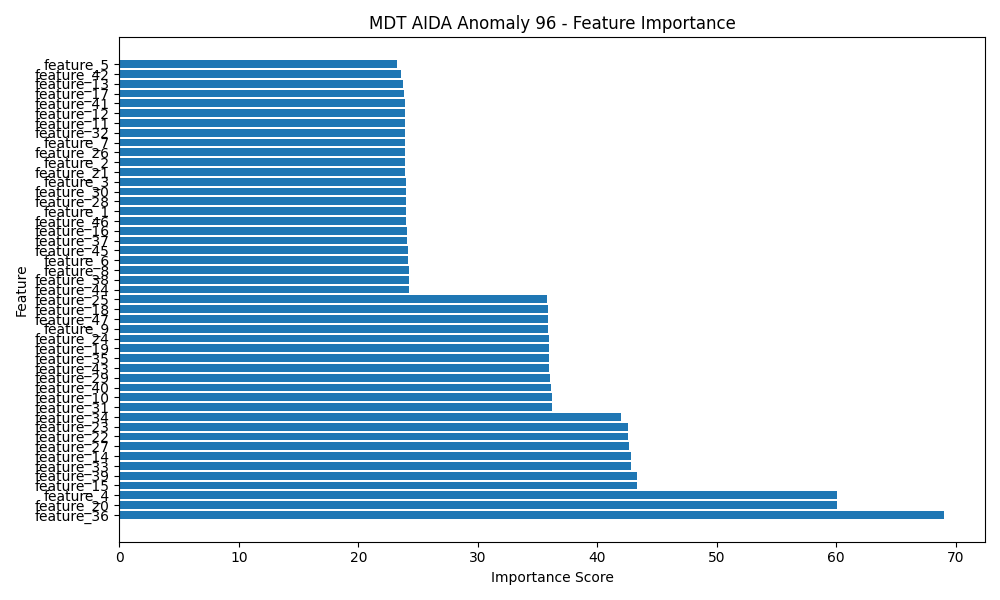 MDT AIDA Anomaly 96 - Feature Importance
feature_5
feature_42
feature_13
feature_17
feature_41
feature_12
feature_11
feature_32
feature_7
feature_26
feature_2
feature_21
feature_3
feature_30
feature_28
feature_1
feature_46
feature_16
feature_37
feature_45
feature_6
feature_8
feature_38
feature_44
feature_25
feature_18
feature_47
feature_9
feature_24
feature_19
feature_35
feature_43
feature_29
feature_40
feature_10
feature_31
feature_34
feature_23
feature_22
feature_27
feature_14
feature_33
feature_39
feature_15
feature_4
feature_20
feature_36
Feature
0 10 20 30 40 50 60 70
Importance Score